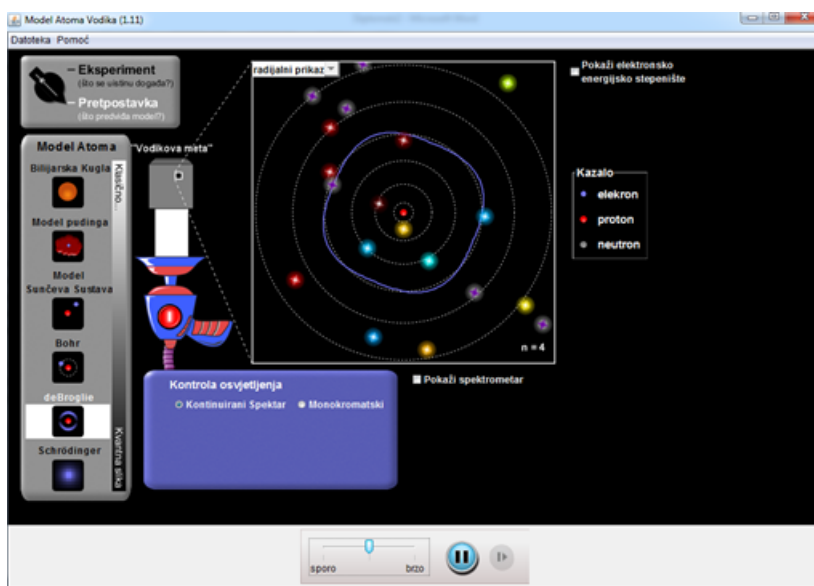 Model Atoma Vodika (1.11)
Datoteka Pomoć
Eksperiment
(što se uistinu događa?)
Pretpostavka
(što predviđa model?)
Model Atoma
Bilijarska Kugla
Model pudinga
Model
Sunčeva Sustava
Bohr
deBroglie
Schrödinger
Klasično...
Kvantna slika
"Vodikova meta"
radijalni prikaz
n = 4
Pokaži elektronsko
energijsko stepenište
Kazalo
elekron
proton
neutron
Kontrola osvjetljenja
Kontinuirani Spektar
Monokromatski
Pokaži spektrometar
sporo
brzo